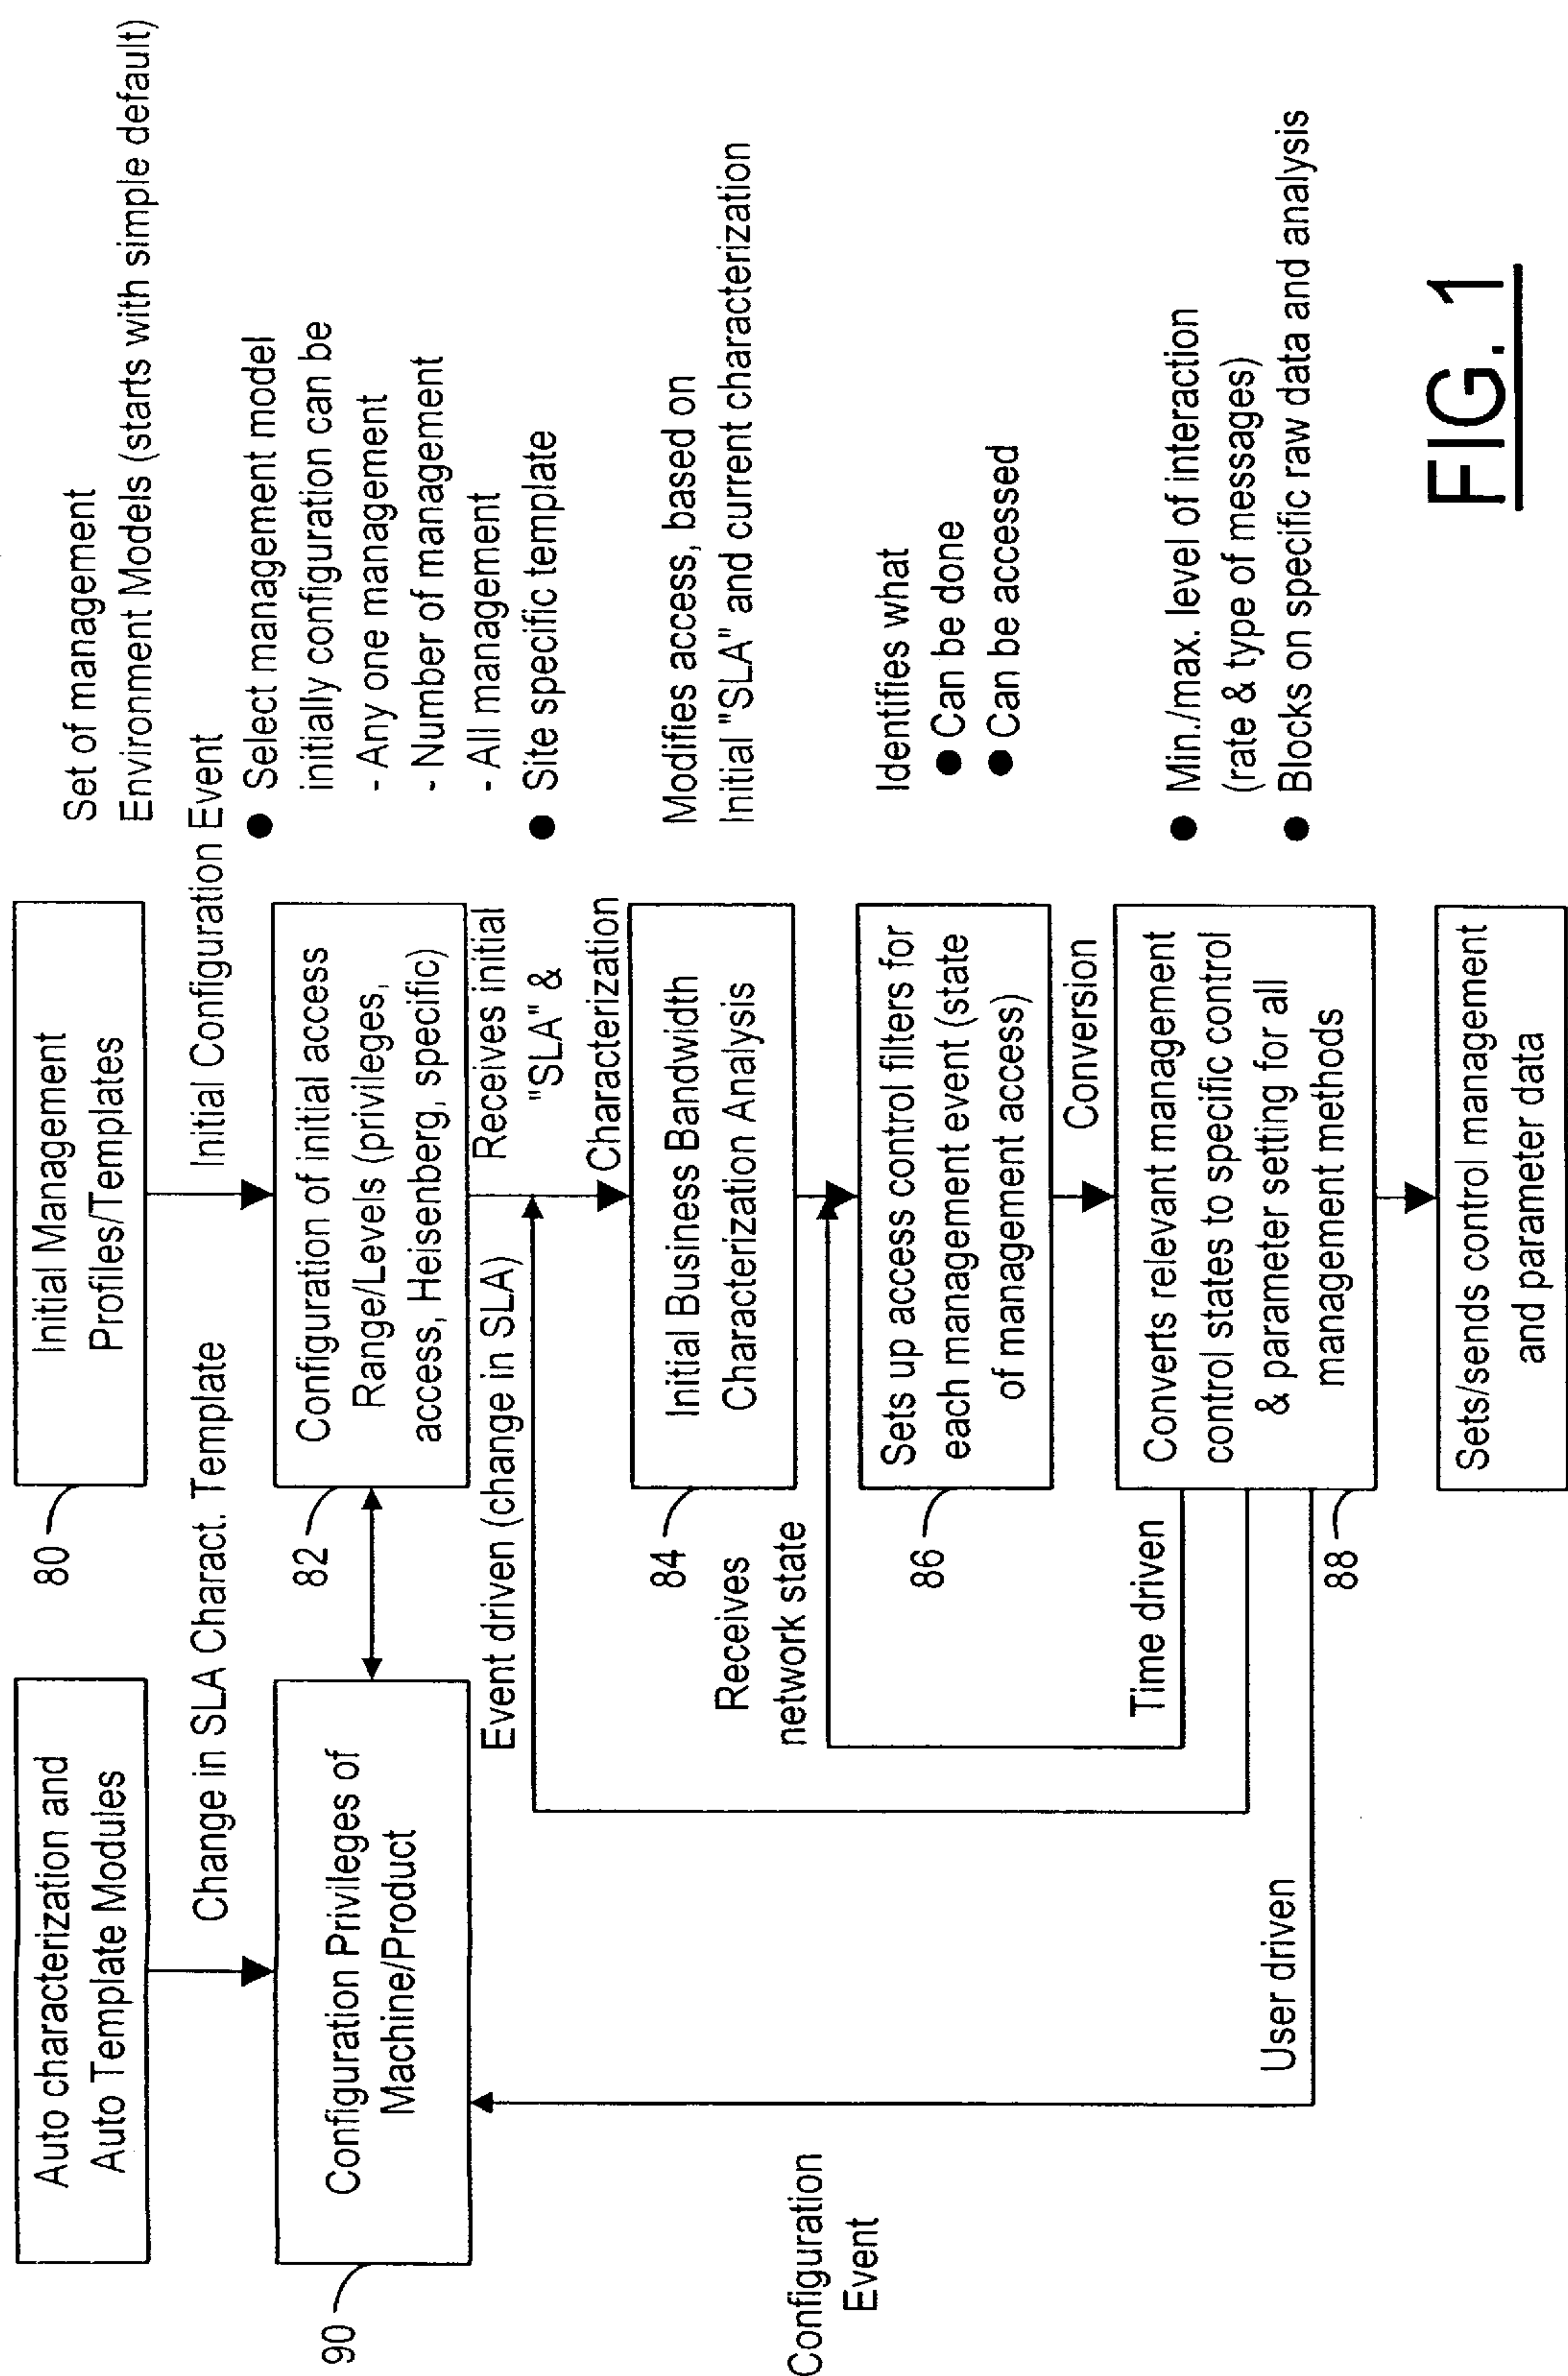 Auto characterization and
Auto Template Modules
Change in SLA Charact. Template
90
Configuration Privileges of
Machine/Product
Configuration
Event
80
Initial Management
Profiles/Templates
Initial Configuration Event
82
Configuration of initial access
Range/Levels (privileges,
access, Heisenberg, specific)
Event driven (change in SLA)
Receives initial
"SLA" &
Characterization
84
Initial Business Bandwidth
Characterization Analysis
Receives
network state
86
Sets up access control filters for
each management event (state
of management access)
Conversion
Time driven
User driven
88
Converts relevant management
control states to specific control
& parameter setting for all
management methods
Sets/sends control management
and parameter data
Set of management
Environment Models (starts with simple default)
● Select management model
initially configuration can be
- Any one management
- Number of management
- All management
● Site specific template
Modifies access, based on
Initial "SLA" and current characterization
Identifies what
● Can be done
● Can be accessed
● Min./max. level of interaction
(rate & type of messages)
● Blocks on specific raw data and analysis
FIG. 1